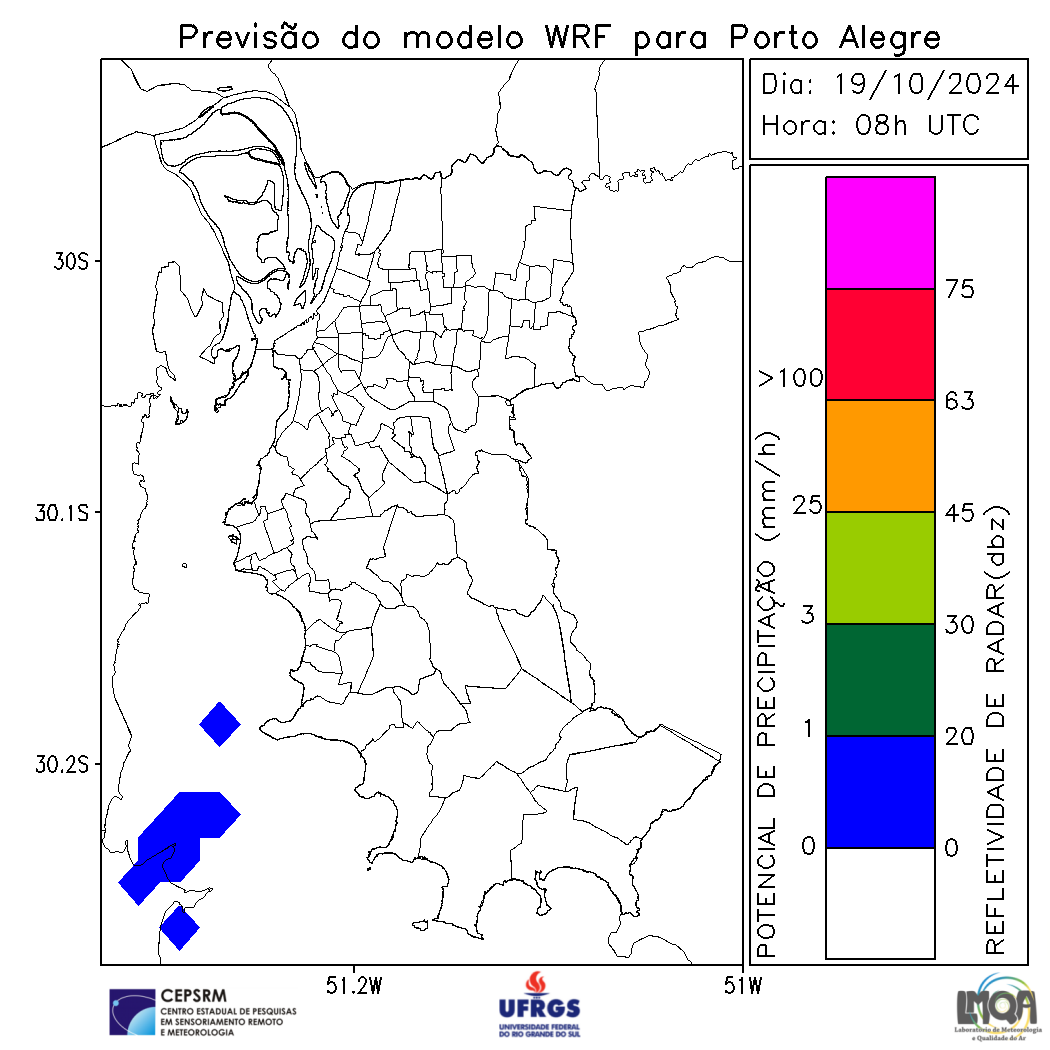 Previsão do modelo WRF para Porto Alegre
Dia: 19/10/2024
Hora: 08h UTC
30S
30.1S
30.2S
51.2W
51W
POTENCIAL DE PRECIPITAÇÃO (mm/h)
>100
25
3
1
0
75
63
45
30
20
0
REFLETIVIDADE DE RADAR(dbz)
CEPSRM
CENTRO ESTADUAL DE PESQUISAS
EM SENSORIAMENTO REMOTO
E METEOROLOGIA
UFRGS
UNIVERSIDADE FEDERAL
DO RIO GRANDE DO SUL
LMQA
Laboratório de Meteorologia
e Qualidade do Ar